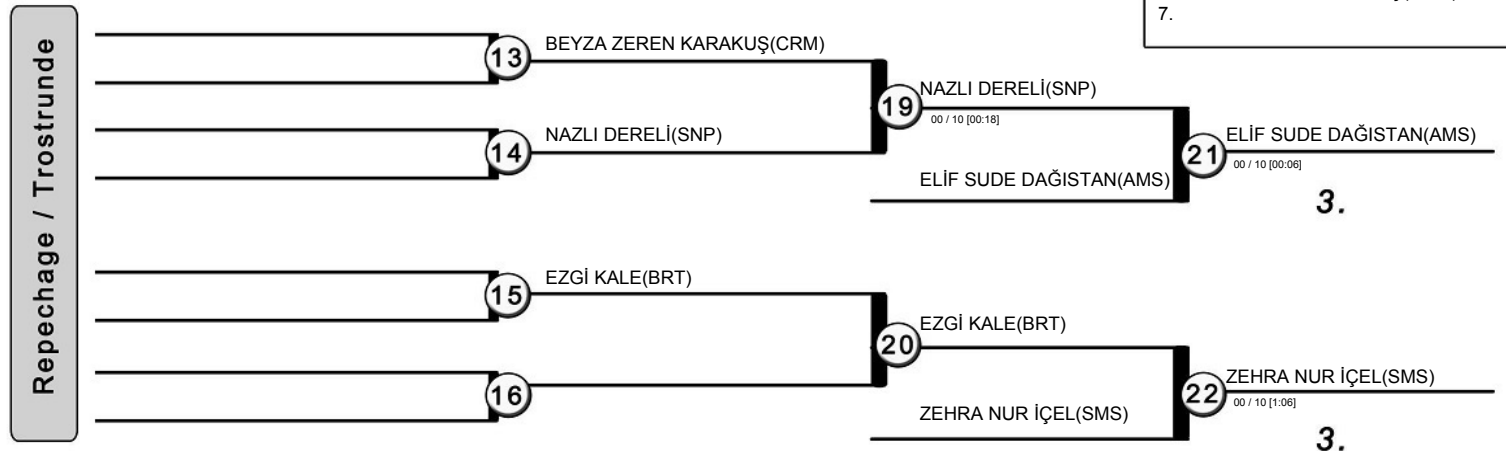 7.
Repechage / Trostrunde
13
BEYZA ZEREN KARAKUŞ(CRM)
19
NAZLI DERELİ(SNP)
00 / 10 [00:18]
14
NAZLI DERELİ(SNP)
21
ELİF SUDE DAĞISTAN(AMS)
00 / 10 [00:06]
ELİF SUDE DAĞISTAN(AMS)
3.
15
EZGİ KALE(BRT)
20
EZGİ KALE(BRT)
16
22
ZEHRA NUR İÇEL(SMS)
00 / 10 [1:06]
ZEHRA NUR İÇEL(SMS)
3.